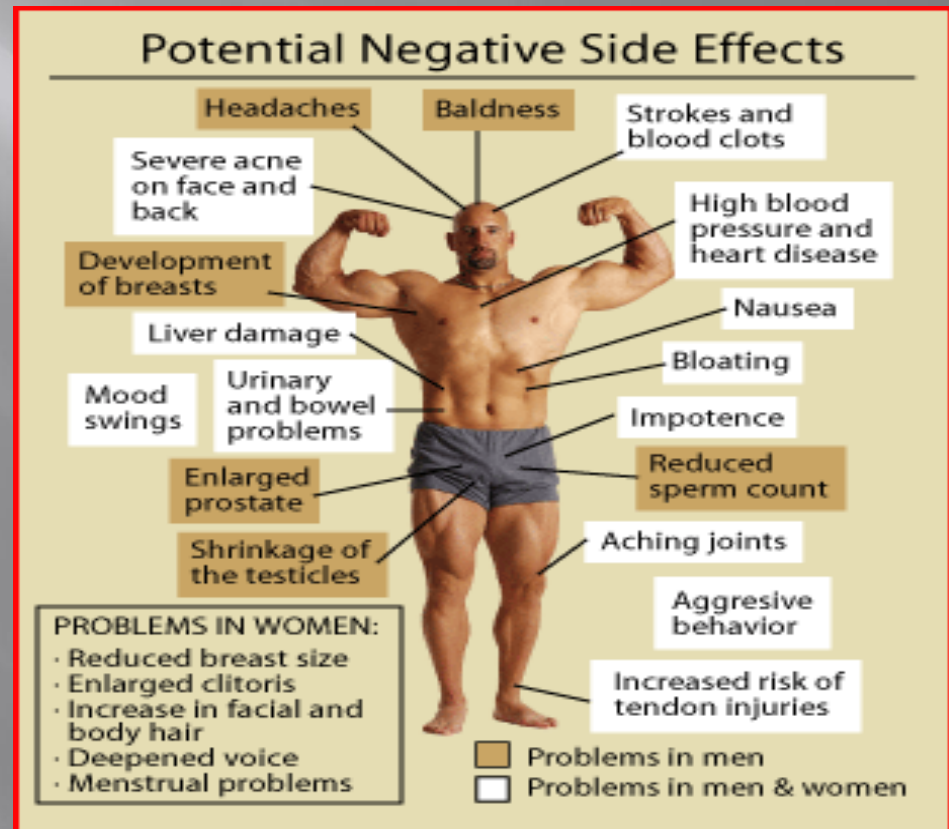 Potential Negative Side Effects
Headaches
Baldness
Strokes and
blood clots
Severe acne
on face and
back
High blood
pressure and
heart disease
Development
of breasts
Nausea
Liver damage
Bloating
Mood
swings
Urinary
and bowel
problems
Impotence
Enlarged
prostate
Reduced
sperm count
Shrinkage of
the testicles
Aching joints
Aggresive
behavior
Increased risk of
tendon injuries
PROBLEMS IN WOMEN:
· Reduced breast size
· Enlarged clitoris
· Increase in facial and
body hair
· Deepened voice
· Menstrual problems
Problems in men
Problems in men & women